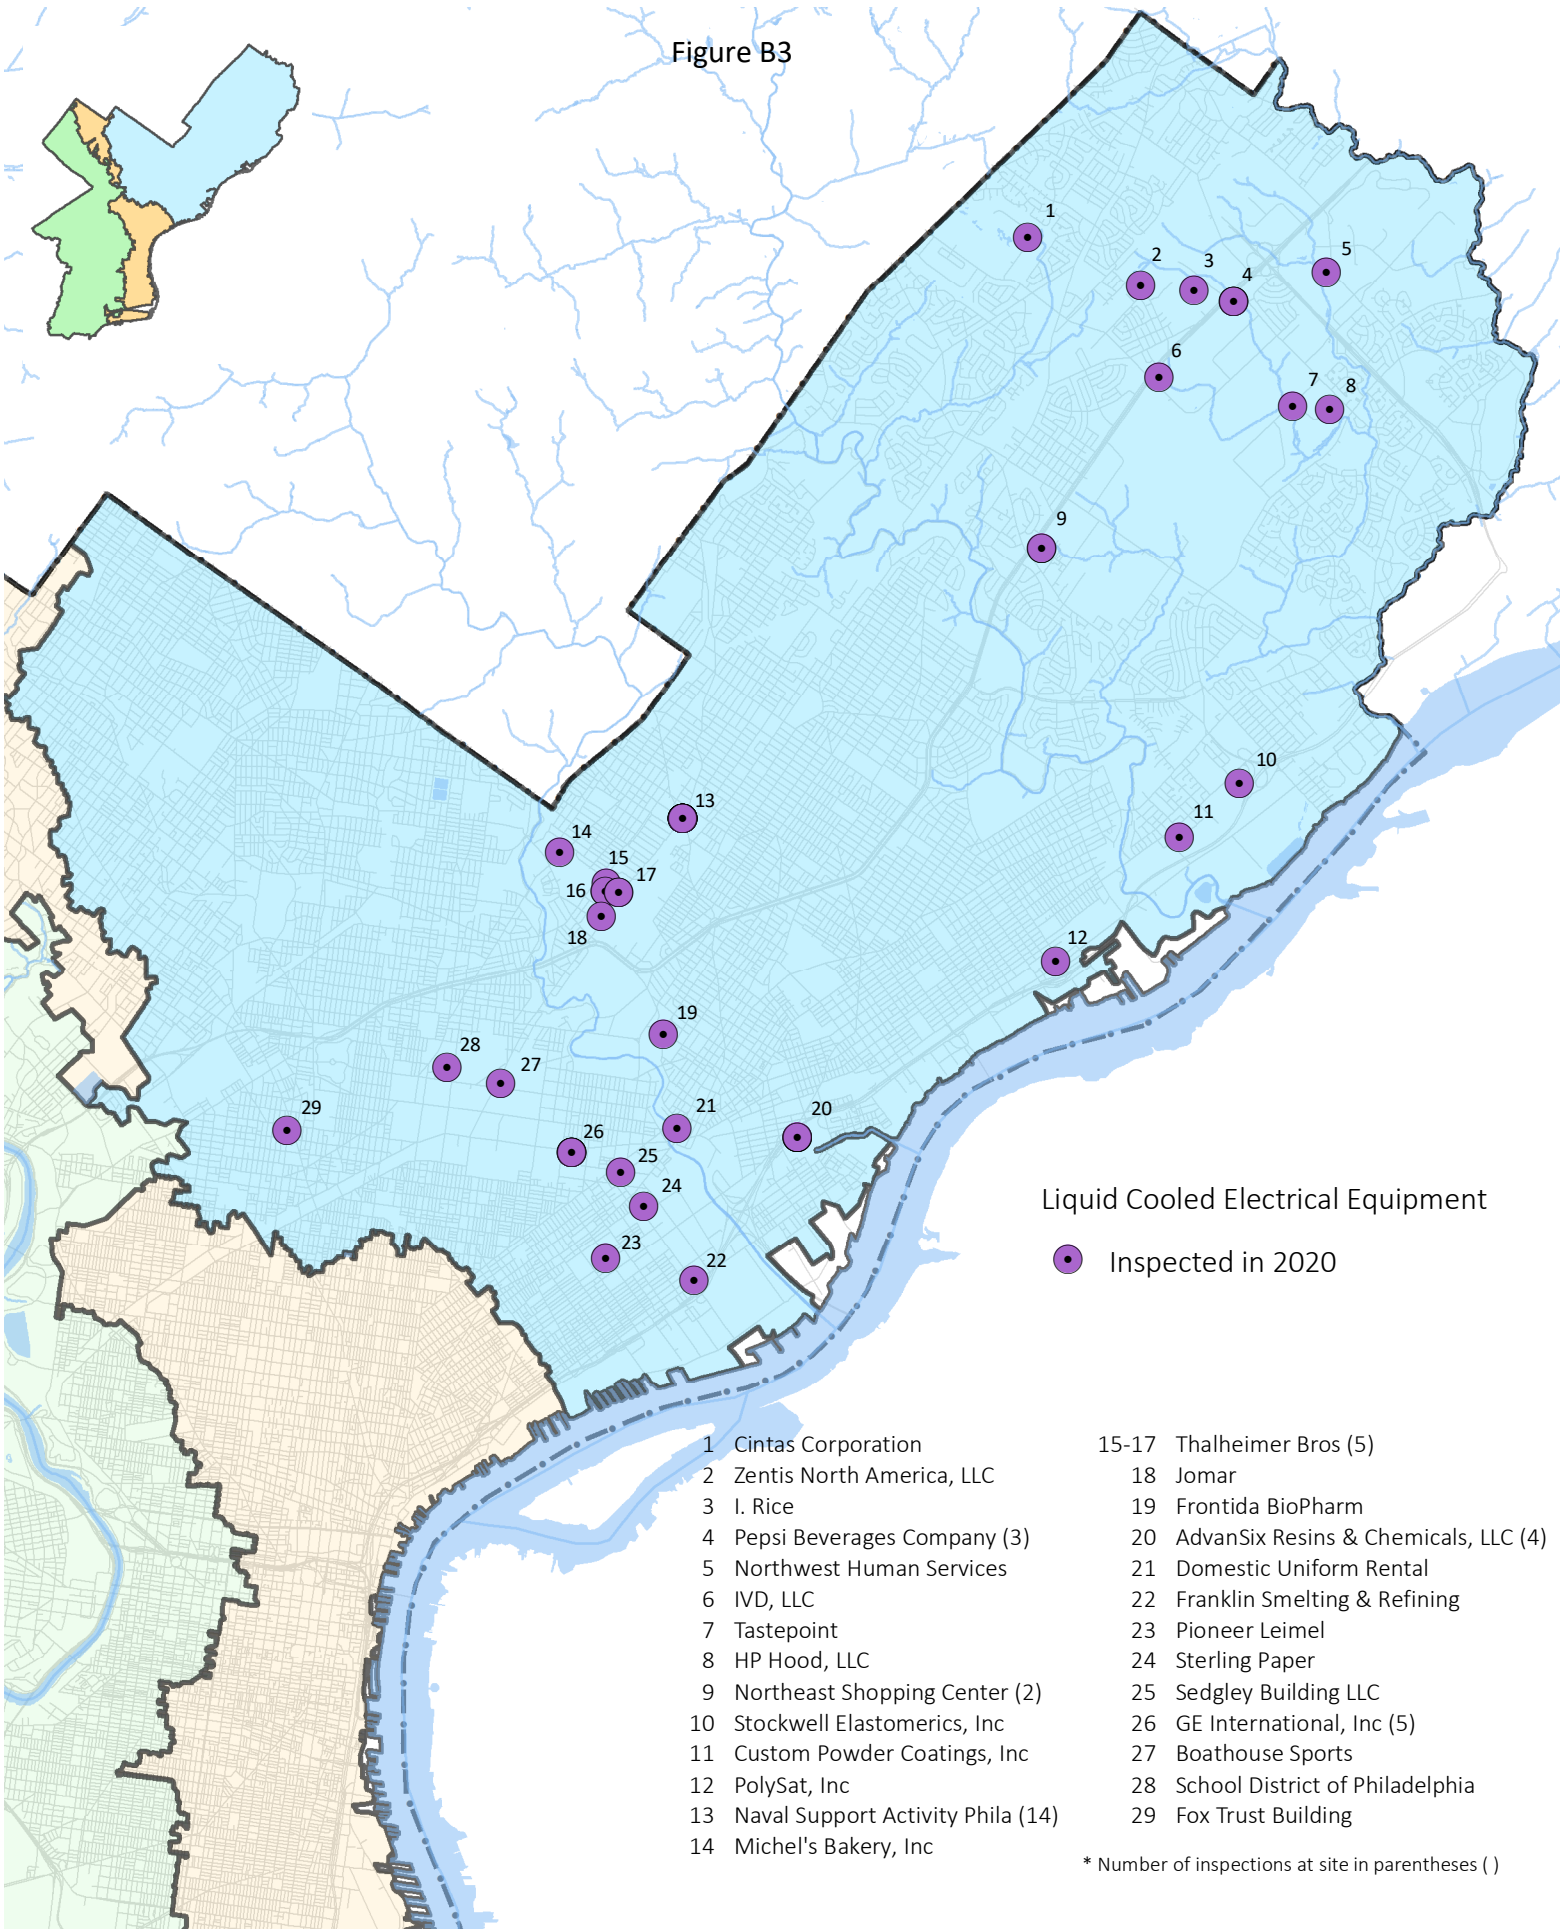 Figure B3
1
2
3
4
5
6
7
8
9
10
11
12
13
14
15
16
17
18
19
20
21
22
23
24
25
26
27
28
29
Liquid Cooled Electrical Equipment
Inspected in 2020
1 Cintas Corporation
2 Zentis North America, LLC
3 I. Rice
4 Pepsi Beverages Company (3)
5 Northwest Human Services
6 IVD, LLC
7 Tastepoint
8 HP Hood, LLC
9 Northeast Shopping Center (2)
10 Stockwell Elastomerics, Inc
11 Custom Powder Coatings, Inc
12 PolySat, Inc
13 Naval Support Activity Phila (14)
14 Michel's Bakery, Inc
15-17 Thalheimer Bros (5)
18 Jomar
19 Frontida BioPharm
20 AdvanSix Resins & Chemicals, LLC (4)
21 Domestic Uniform Rental
22 Franklin Smelting & Refining
23 Pioneer Leimel
24 Sterling Paper
25 Sedgley Building LLC
26 GE International, Inc (5)
27 Boathouse Sports
28 School District of Philadelphia
29 Fox Trust Building
* Number of inspections at site in parentheses ( )